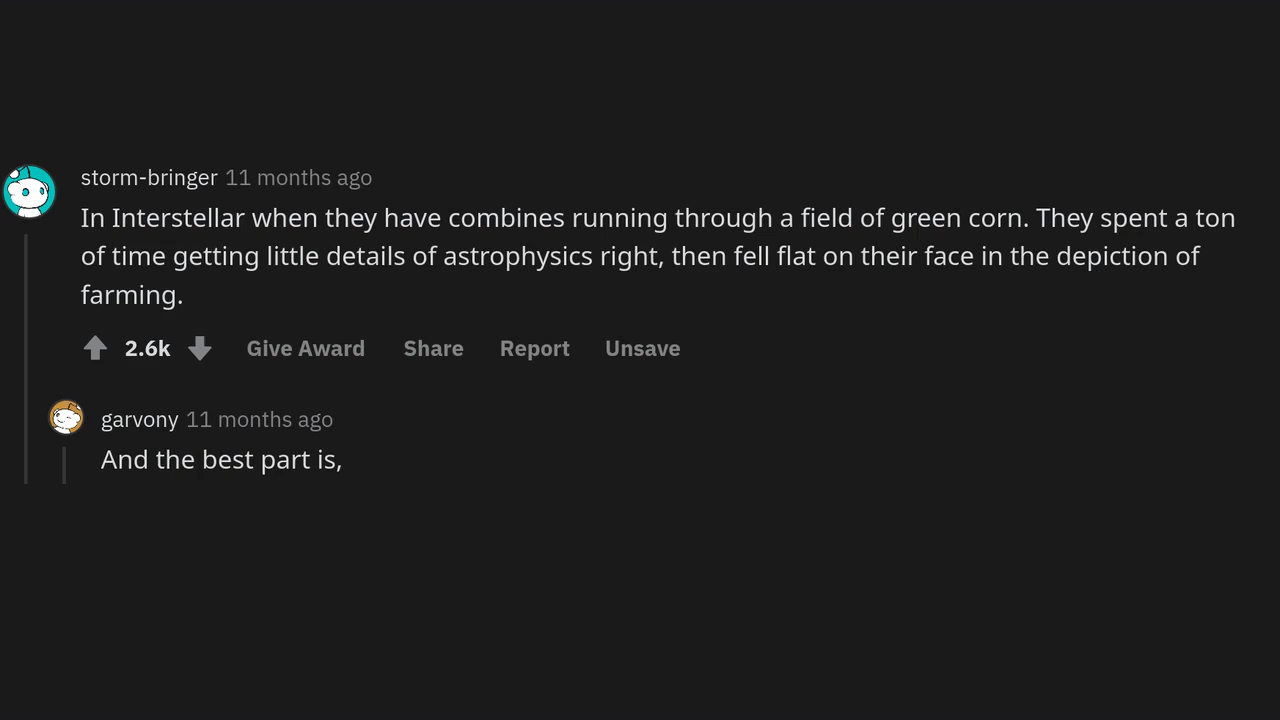 storm-bringer 11 months ago
In Interstellar when they have combines running through a field of green corn. They spent a ton
of time getting little details of astrophysics right, then fell flat on their face in the depiction of
farming.
2.6k Give Award Share Report Unsave
garvony 11 months ago
And the best part is,